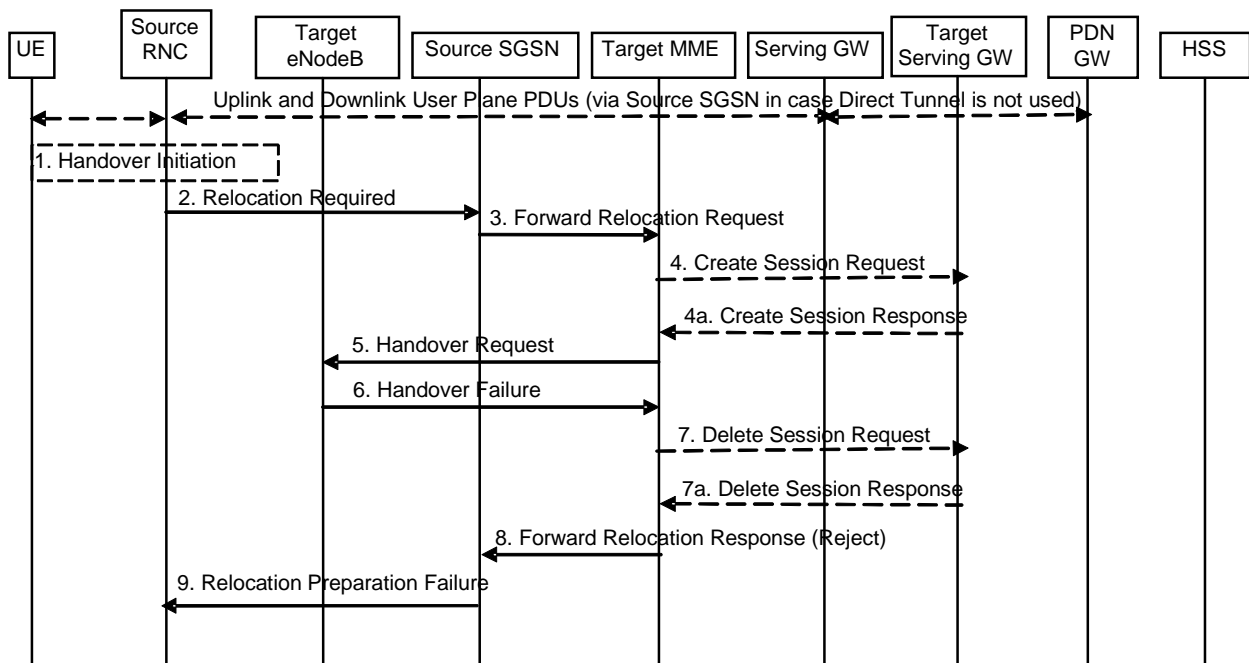 UE
Source
RNC
Target
eNodeB
Source SGSN
Target MME
Serving GW
Target
Serving GW
PDN
GW
HSS
Uplink and Downlink User Plane PDUs (via Source SGSN in case Direct Tunnel is not used)
1. Handover Initiation
2. Relocation Required
3. Forward Relocation Request
4. Create Session Request
4a. Create Session Response
5. Handover Request
6. Handover Failure
7. Delete Session Request
7a. Delete Session Response
8. Forward Relocation Response (Reject)
9. Relocation Preparation Failure